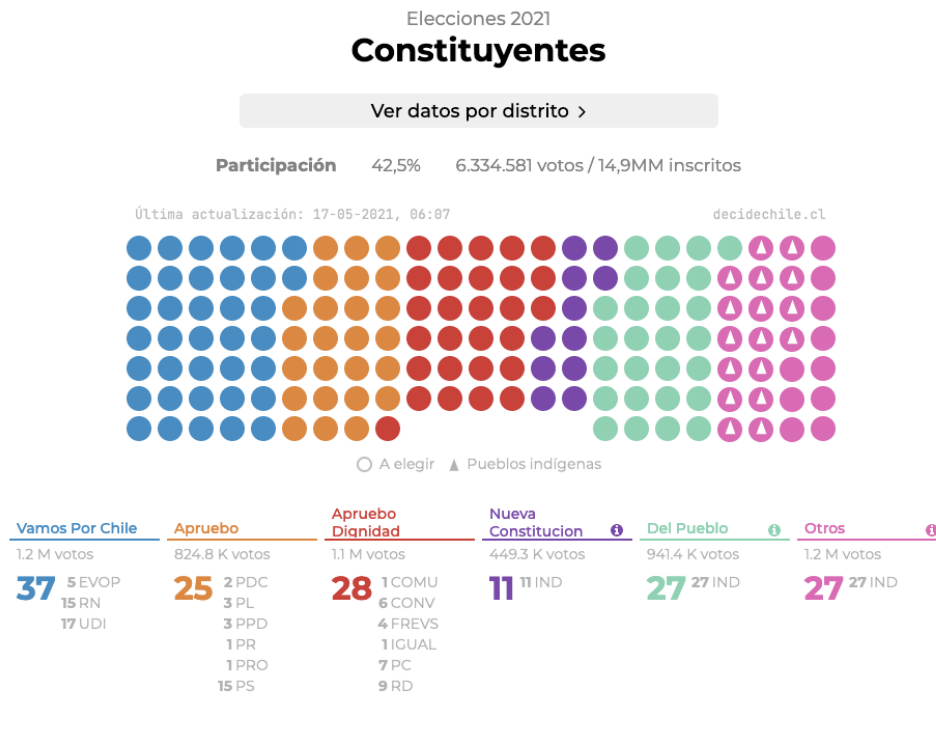 Elecciones 2021
Constituyentes
Ver datos por distrito >
Participación 42,5% 6.334.581 votos / 14,9MM inscritos
Última actualización: 17-05-2021, 06:07 decidechile.cl
A elegir Pueblos indígenas
Vamos Por Chile
1.2 M votos
37 5 EVOP
15 RN
17 UDI
Apruebo
824.8 K votos
25 2 PDC
3 PL
3 PPD
1 PR
1 PRO
15 PS
Apruebo
Dignidad
1.1 M votos
28 1 COMU
6 CONV
4 FREVS
1 IGUAL
7 PC
9 RD
Nueva
Constitucion i
449.3 K votos
11 11 IND
Del Pueblo i
941.4 K votos
27 27 IND
Otros i
1.2 M votos
27 27 IND